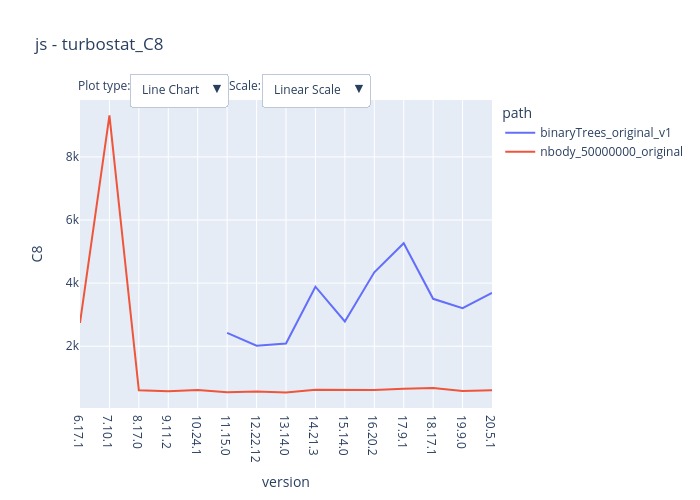 js - turbostat_C8
Plot type: Line Chart ▼ Scale: Linear Scale ▼
path
binaryTrees_original_v1
nbody_50000000_original
C8
8k
6k
4k
2k
6.17.1
7.10.1
8.17.0
9.11.2
10.24.1
11.15.0
12.22.12
13.14.0
14.21.3
15.14.0
16.20.2
17.9.1
18.17.1
19.9.0
20.5.1
version